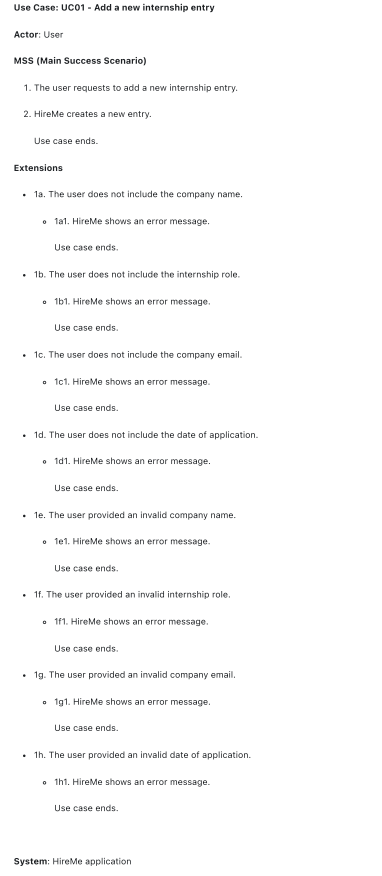 Use Case: UC01 - Add a new internship entry
Actor: User
MSS (Main Success Scenario)
1. The user requests to add a new internship entry.
2. HireMe creates a new entry.
Use case ends.
Extensions
• 1a. The user does not include the company name.
◦ 1a1. HireMe shows an error message.
Use case ends.
• 1b. The user does not include the internship role.
◦ 1b1. HireMe shows an error message.
Use case ends.
• 1c. The user does not include the company email.
◦ 1c1. HireMe shows an error message.
Use case ends.
• 1d. The user does not include the date of application.
◦ 1d1. HireMe shows an error message.
Use case ends.
• 1e. The user provided an invalid company name.
◦ 1e1. HireMe shows an error message.
Use case ends.
• 1f. The user provided an invalid internship role.
◦ 1f1. HireMe shows an error message.
Use case ends.
• 1g. The user provided an invalid company email.
◦ 1g1. HireMe shows an error message.
Use case ends.
• 1h. The user provided an invalid date of application.
◦ 1h1. HireMe shows an error message.
Use case ends.
System: HireMe application